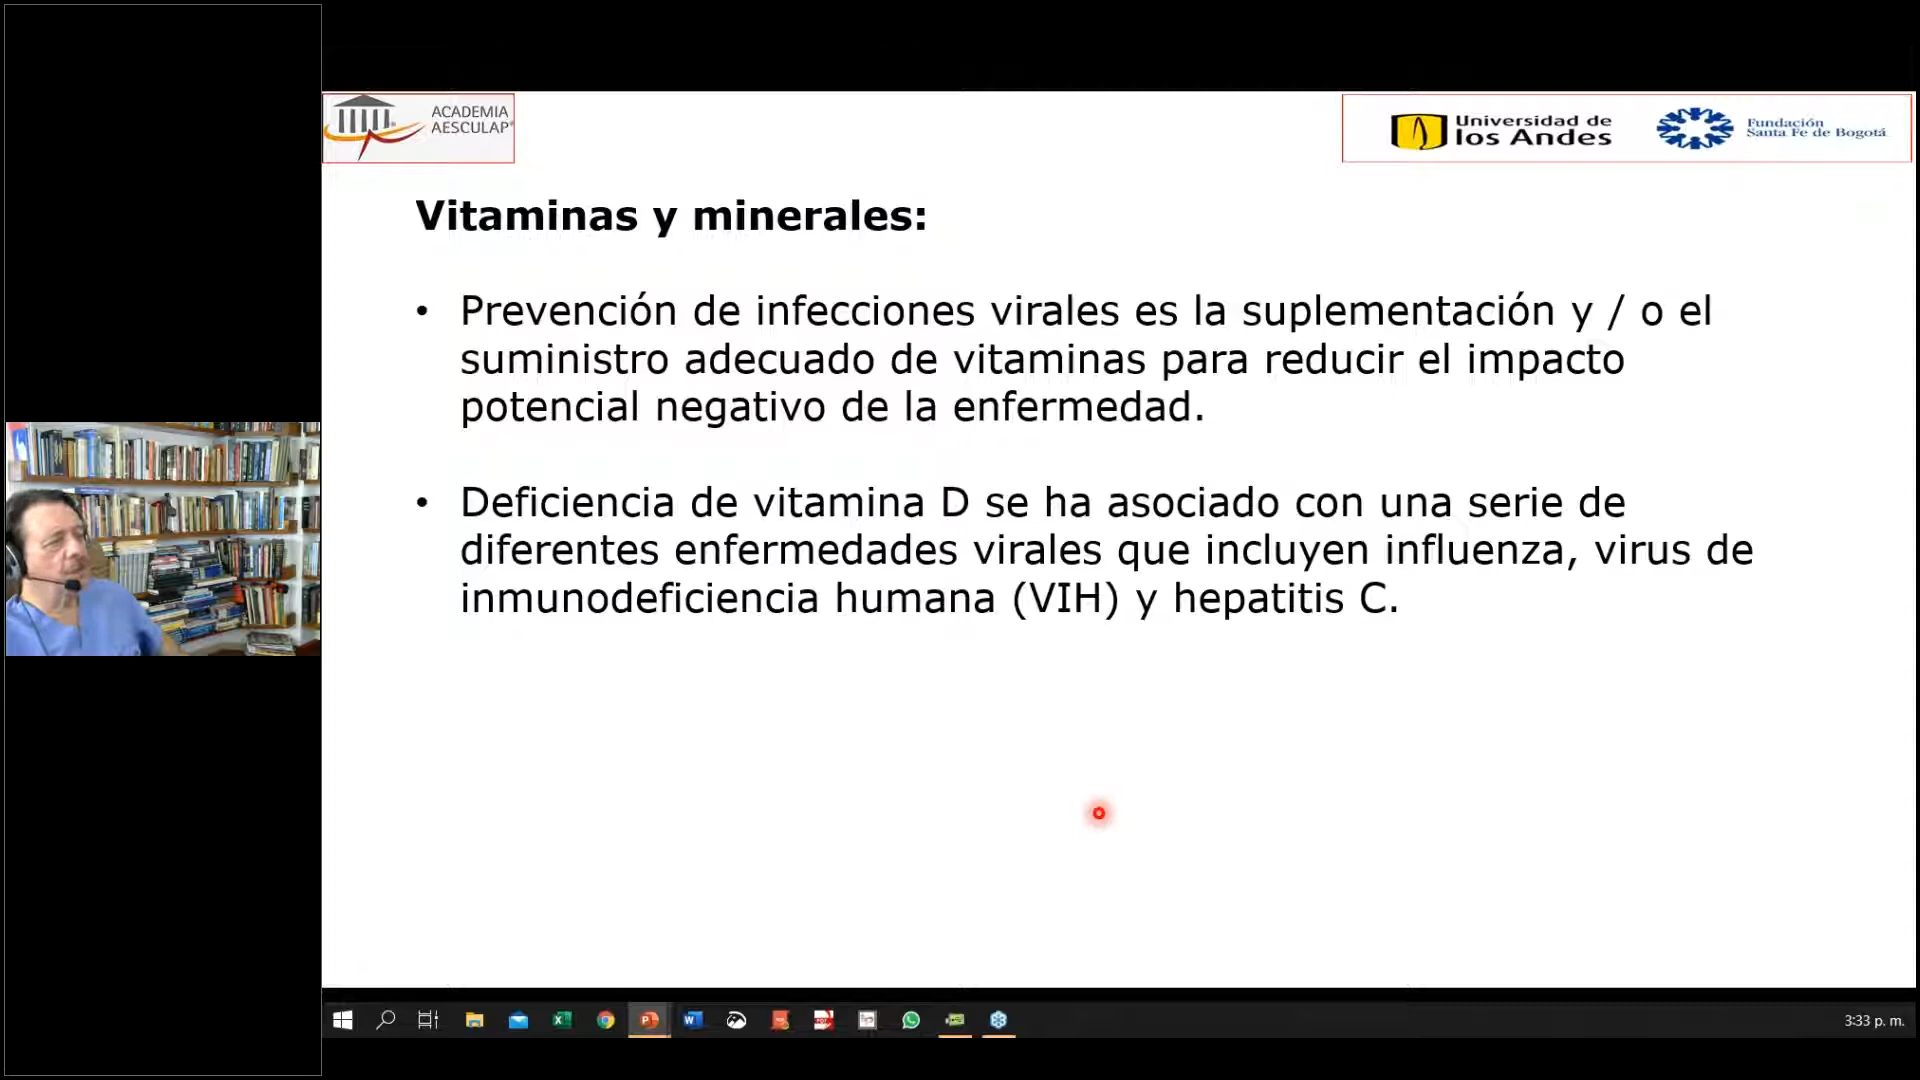 ACADEMIA
AESCULAP®
Universidad de
los Andes
Fundación
Santa Fe de Bogotá
Vitaminas y minerales:
• Prevención de infecciones virales es la suplementación y / o el
suministro adecuado de vitaminas para reducir el impacto
potencial negativo de la enfermedad.
• Deficiencia de vitamina D se ha asociado con una serie de
diferentes enfermedades virales que incluyen influenza, virus de
inmunodeficiencia humana (VIH) y hepatitis C.
3:33 p. m.